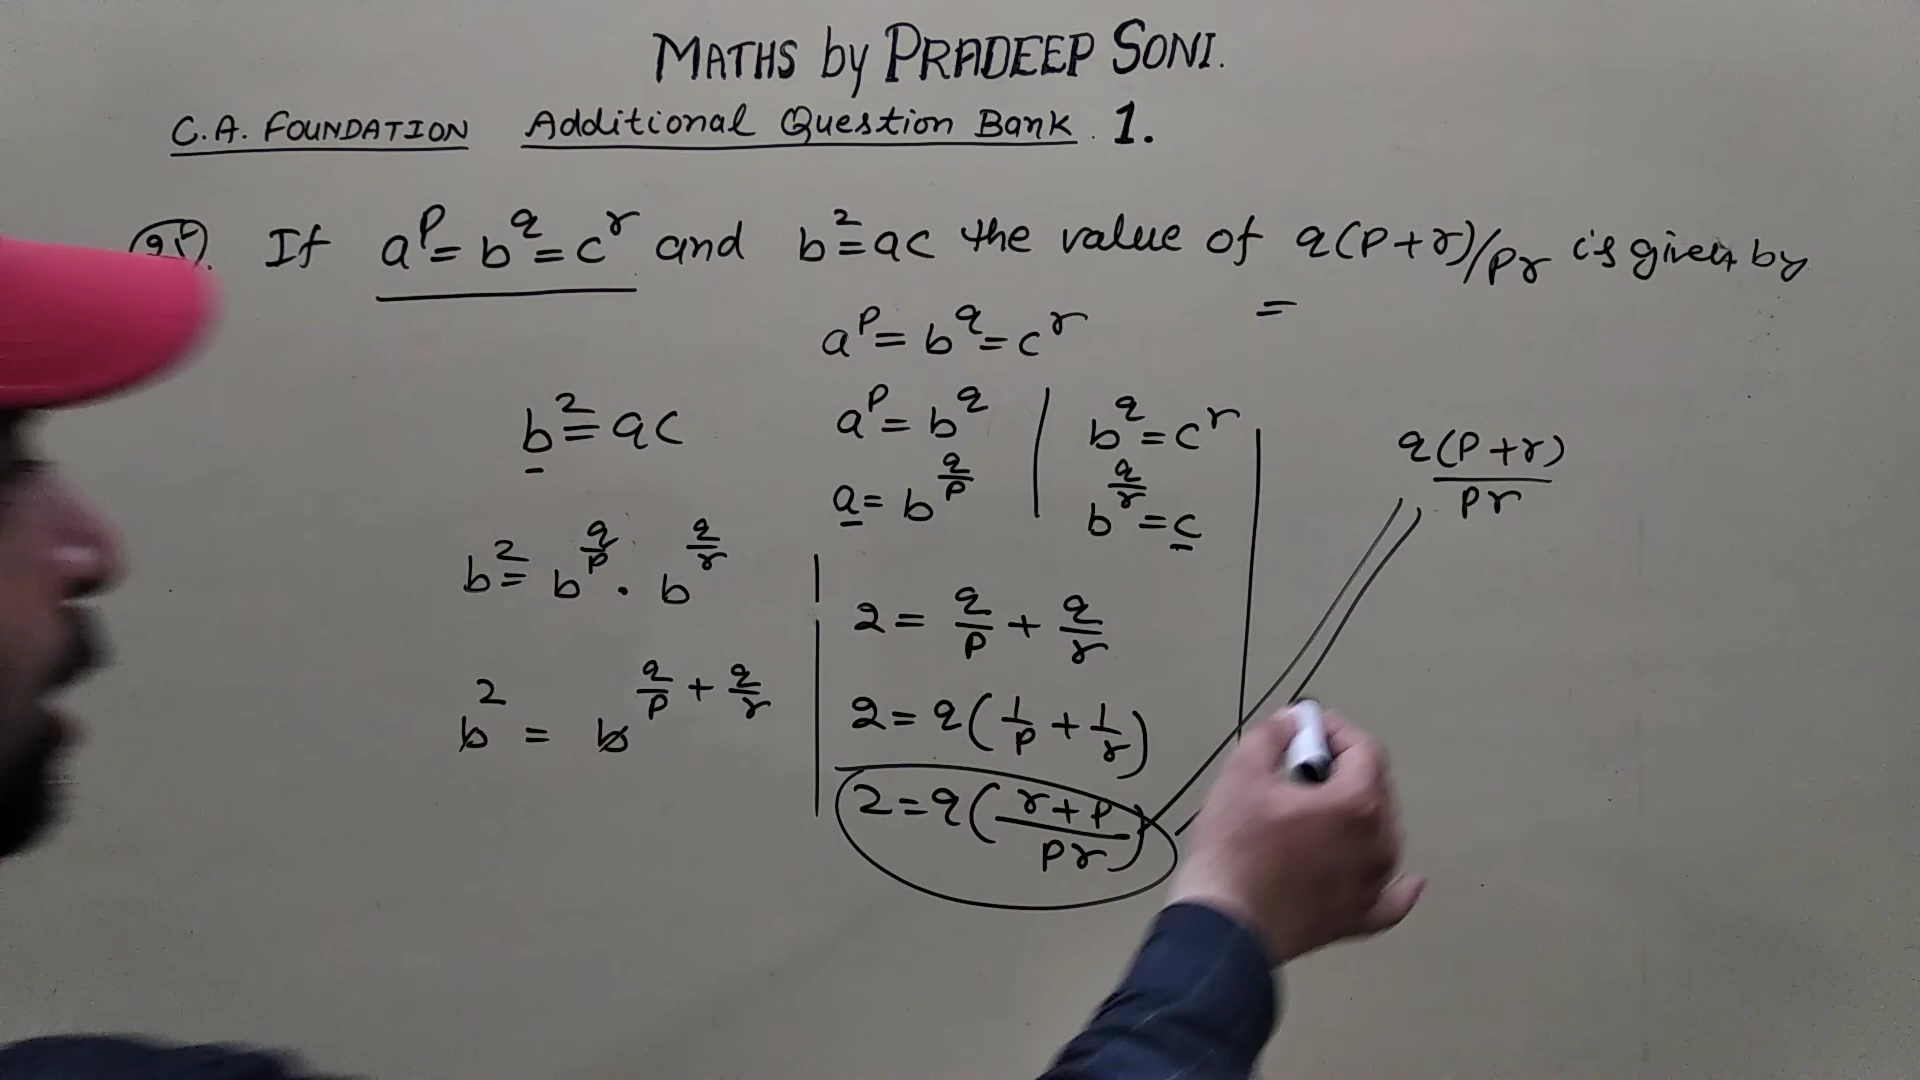 MATHS by PRADEEP SONI.
C.A. FOUNDATION Additional Question Bank. 1.
If a^p = b^q = c^r and b^2 = ac the value of q(p+r)/pr is given by
=
a^p = b^q = c^r
b^2 = ac
a^p = b^q
a = b^(q/p)
b^q = c^r
b^(q/r) = c
q(p+r)/pr
b^2 = b^(q/p) . b^(q/r)
b^2 = b^(q/p + q/r)
2 = q/p + q/r
2 = q(1/p + 1/r)
2 = q((r+p)/pr)